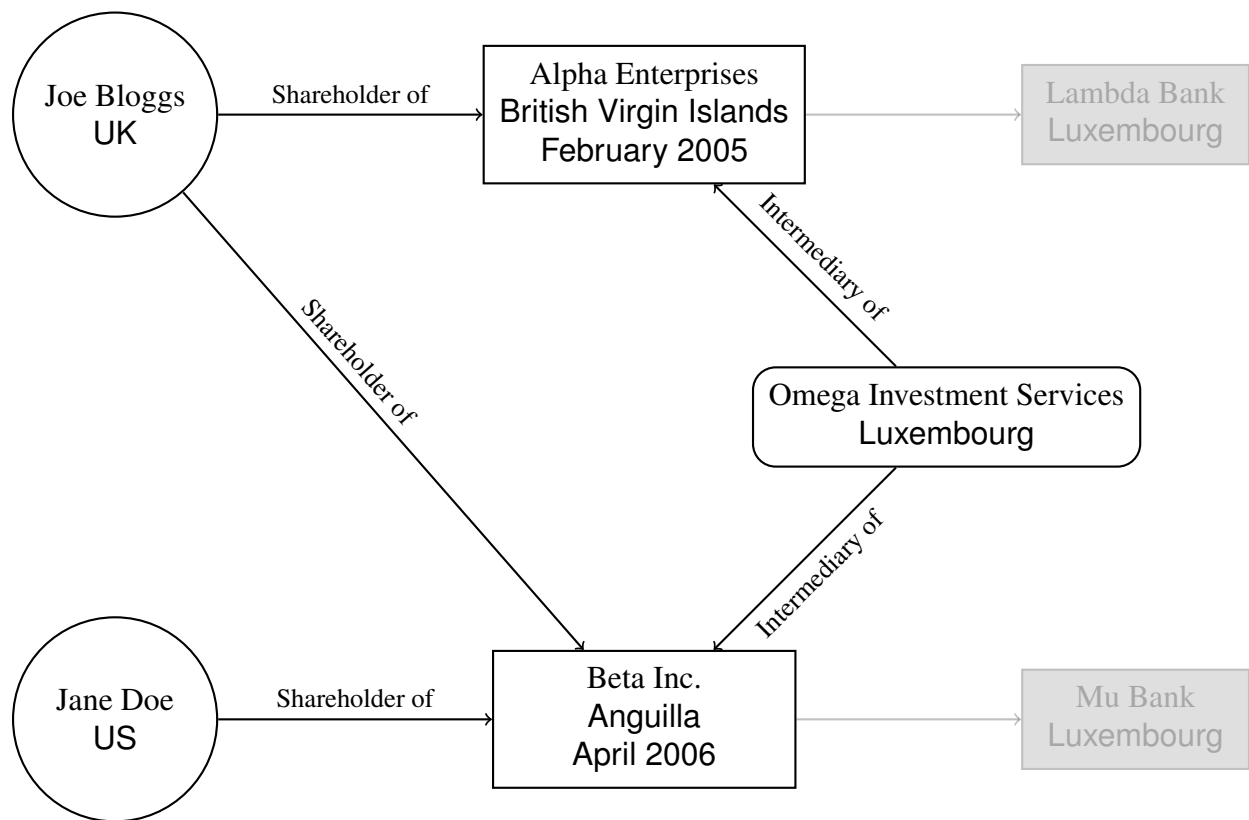 Joe Bloggs
UK
Shareholder of
Alpha Enterprises
British Virgin Islands
February 2005
Lambda Bank
Luxembourg
Intermediary of
Shareholder of
Omega Investment Services
Luxembourg
Intermediary of
Jane Doe
US
Shareholder of
Beta Inc.
Anguilla
April 2006
Mu Bank
Luxembourg